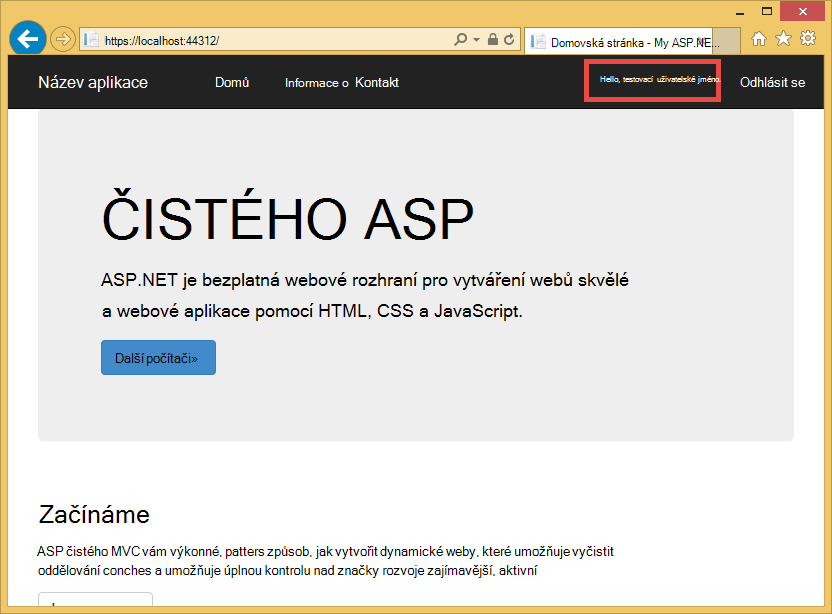 https://localhost:44312/
Domovská stránka - My ASP.NE...
Název aplikace Domů Informace o Kontakt Hello, testovací uživatelské jméno. Odhlásit se
ČISTÉHO ASP
ASP.NET je bezplatná webové rozhraní pro vytváření webů skvělé
a webové aplikace pomocí HTML, CSS a JavaScript.
Další počítači»
Začínáme
ASP čistého MVC vám výkonné, patters způsob, jak vytvořit dynamické weby, které umožňuje vyčistit
oddělování conches a umožňuje úplnou kontrolu nad značky rozvoje zajímavější, aktivní